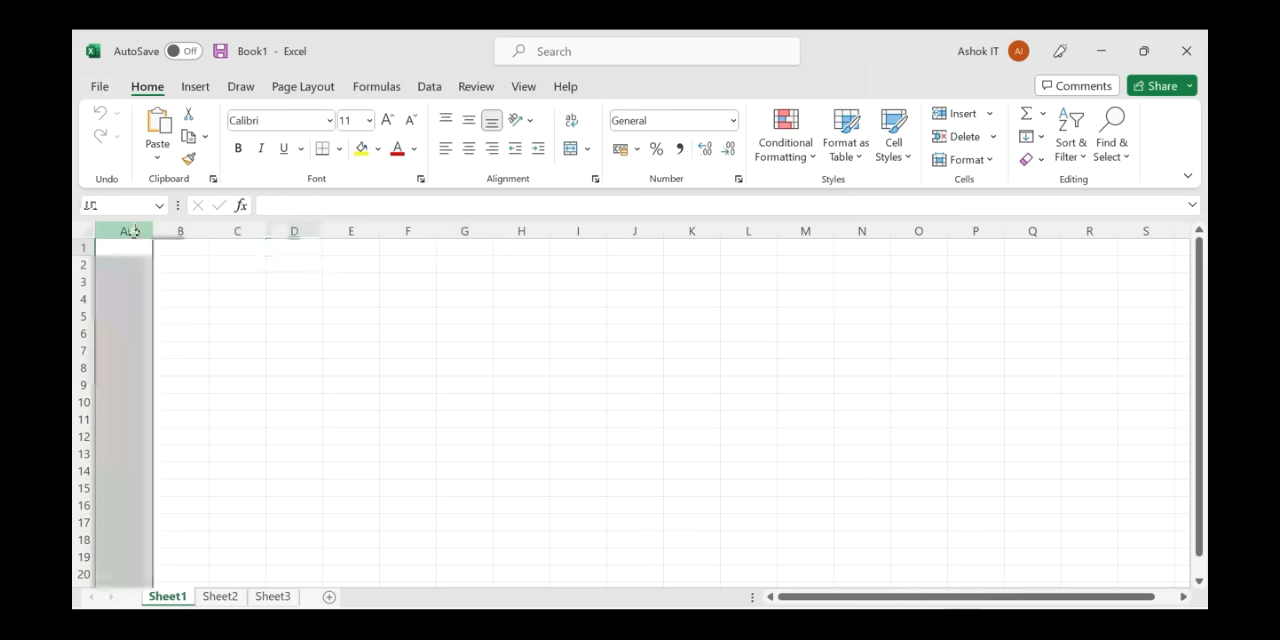 AutoSave Off Book1 - Excel Search Ashok IT AI
File Home Insert Draw Page Layout Formulas Data Review View Help Comments Share
Paste Calibri 11 General Conditional Formatting Format as Table Cell Styles Insert Delete Format Sort & Filter Find & Select
B I U A % 
Undo Clipboard Font Alignment Number Styles Cells Editing
fx
A B C D E F G H I J K L M N O P Q R S
1
2
3
4
5
6
7
8
9
10
11
12
13
14
15
16
17
18
19
20
Sheet1 Sheet2 Sheet3